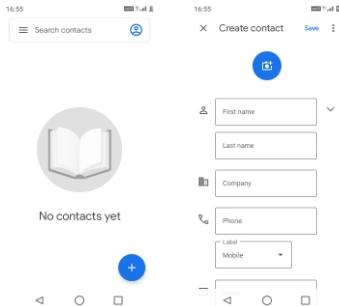 16:55
Search contacts
No contacts yet
16:55
Create contact
Save
First name
Last name
Company
Phone
Label
Mobile